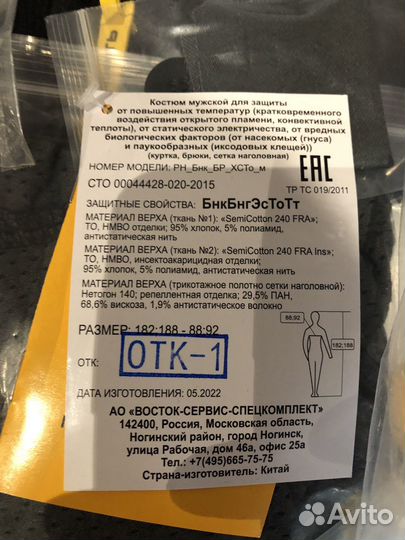 Костюм мужской для защиты
от повышенных температур (кратковременного
воздействия открытого пламени, конвективной
теплоты), от статического электричества, от вредных
биологических факторов (от насекомых (гнуса)
и паукообразных (иксодовых клещей))
(куртка, брюки, сетка наголовная)
НОМЕР МОДЕЛИ: РН_Бнк_БР_ХСТо_м
СТО 00044428-020-2015
EAC
ТР ТС 019/2011
ЗАЩИТНЫЕ СВОЙСТВА: БнкБнгЭсТоТт
МАТЕРИАЛ ВЕРХА (ткань №1): «SemiCotton 240 FRA»;
ТО, НМВО отделки; 95% хлопок, 5% полиамид,
антистатическая нить
МАТЕРИАЛ ВЕРХА (ткань №2): «SemiCotton 240 FRA Ins»;
ТО, НМВО, инсектоакарицидная отделки;
95% хлопок, 5% полиамид, антистатическая нить
МАТЕРИАЛ ВЕРХА (трикотажное полотно сетки наголовной):
Нетогон 140; репеллентная отделка; 29,5% ПАН,
68,6% вискоза, 1,9% антистатическое волокно
РАЗМЕР: 182;188 - 88;92
88;92
182;188
ОТК:
ОТК-1
ДАТА ИЗГОТОВЛЕНИЯ: 05.2022
АО «ВОСТОК-СЕРВИС-СПЕЦКОМПЛЕКТ»
142400, Россия, Московская область,
Ногинский район, город Ногинск,
улица Рабочая, дом 46а, офис 25а
Тел.: +7(495)665-75-75
Страна-изготовитель: Китай
Avito